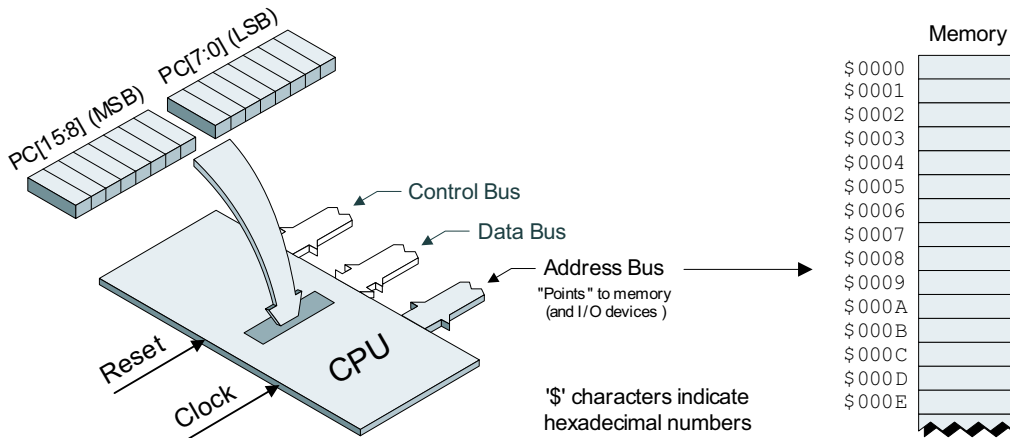 PC[15:8] (MSB)
PC[7:0] (LSB)
Control Bus
Data Bus
Address Bus
"Points" to memory
(and I/O devices )
CPU
Reset
Clock
'$' characters indicate
hexadecimal numbers
Memory
$0000
$0001
$0002
$0003
$0004
$0005
$0006
$0007
$0008
$0009
$000A
$000B
$000C
$000D
$000E